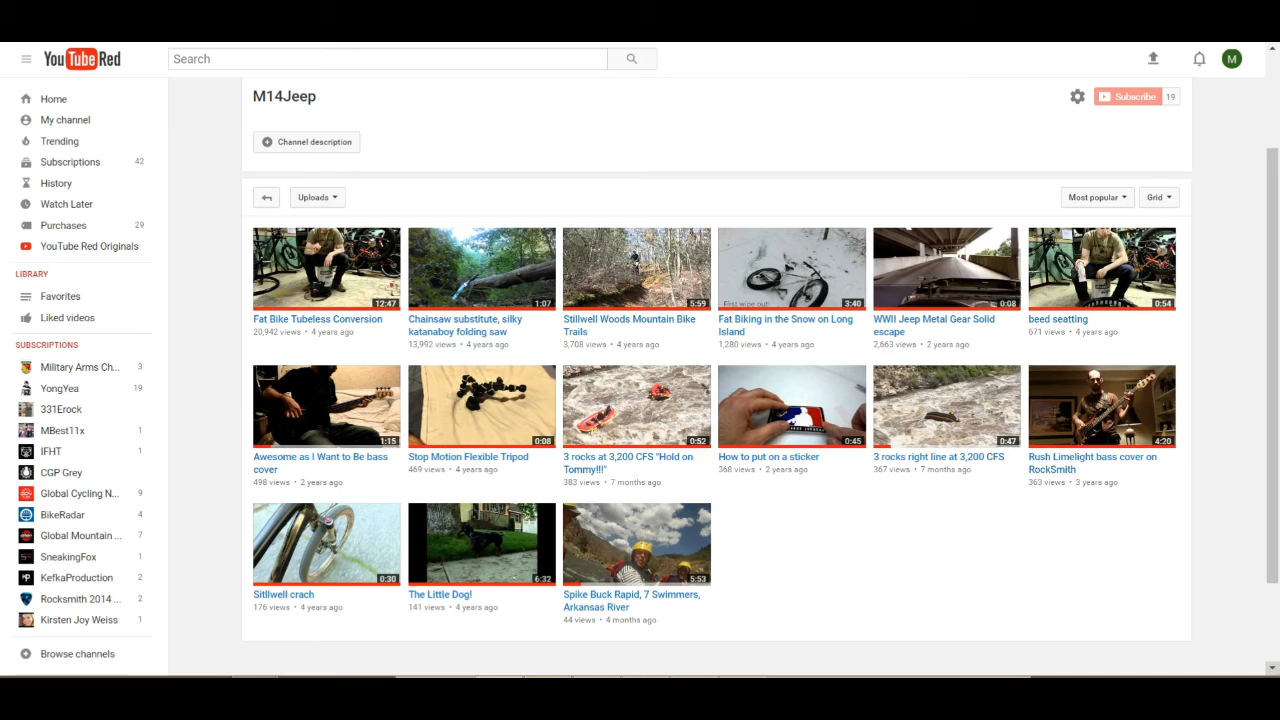 YouTube Red
Search
M
Home
My channel
Trending
Subscriptions 42
History
Watch Later
Purchases 29
YouTube Red Originals
LIBRARY
Favorites
Liked videos
SUBSCRIPTIONS
Military Arms Ch... 3
YongYea 19
331Erock
MBest11x 1
IFHT 1
CGP Grey
Global Cycling N... 9
BikeRadar 4
Global Mountain ... 7
SneakingFox 1
KefkaProduction 2
Rocksmith 2014 ... 2
Kirsten Joy Weiss 1
Browse channels
M14Jeep
Subscribe 19
Channel description
Uploads
Most popular
Grid
12:47
Fat Bike Tubeless Conversion
20,942 views • 4 years ago
1:07
Chainsaw substitute, silky
katanaboy folding saw
13,992 views • 4 years ago
5:59
Stillwell Woods Mountain Bike
Trails
3,708 views • 4 years ago
First wipe out!
3:40
Fat Biking in the Snow on Long
Island
1,280 views • 4 years ago
0:08
WWII Jeep Metal Gear Solid
escape
2,663 views • 2 years ago
0:54
beed seatting
671 views • 4 years ago
1:15
Awesome as I Want to Be bass
cover
498 views • 2 years ago
0:08
Stop Motion Flexible Tripod
469 views • 4 years ago
0:52
3 rocks at 3,200 CFS "Hold on
Tommy!!!"
383 views • 7 months ago
0:45
How to put on a sticker
368 views • 2 years ago
0:47
3 rocks right line at 3,200 CFS
367 views • 7 months ago
4:20
Rush Limelight bass cover on
RockSmith
363 views • 3 years ago
0:30
Sitllwell crach
176 views • 4 years ago
6:32
The Little Dog!
141 views • 4 years ago
5:53
Spike Buck Rapid, 7 Swimmers,
Arkansas River
44 views • 4 months ago